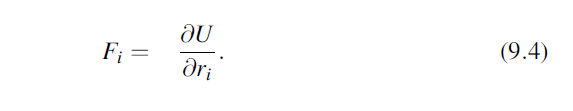 F_i = ∂U/∂r_i. (9.4)